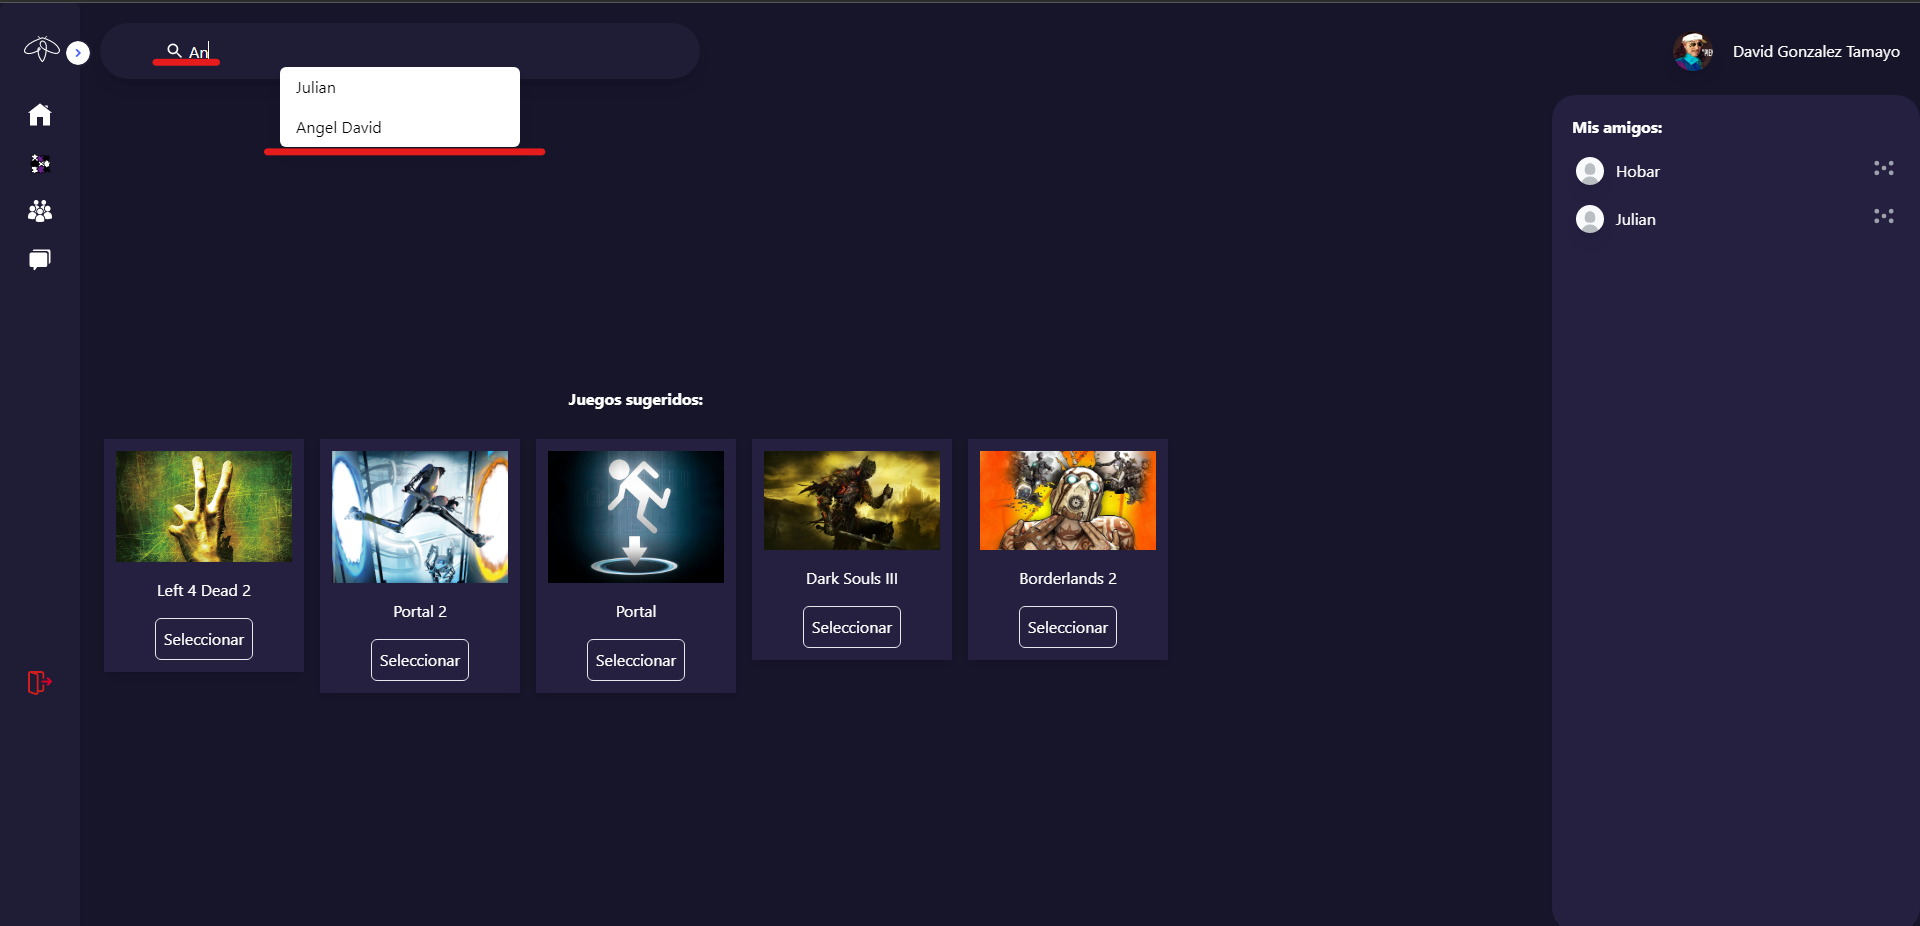 An
Julian
Angel David
David Gonzalez Tamayo
Mis amigos:
Hobar
Julian
Juegos sugeridos:
Left 4 Dead 2
Seleccionar
Portal 2
Seleccionar
Portal
Seleccionar
Dark Souls III
Seleccionar
Borderlands 2
Seleccionar